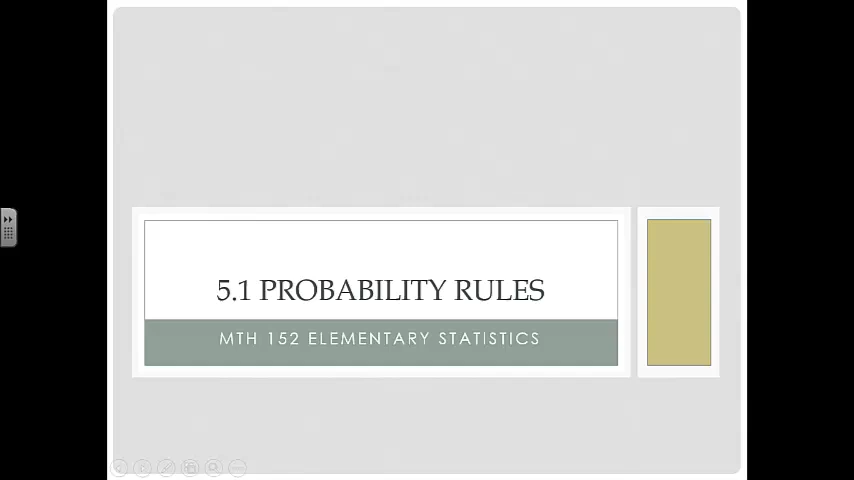 5.1 PROBABILITY RULES
MTH 152 ELEMENTARY STATISTICS